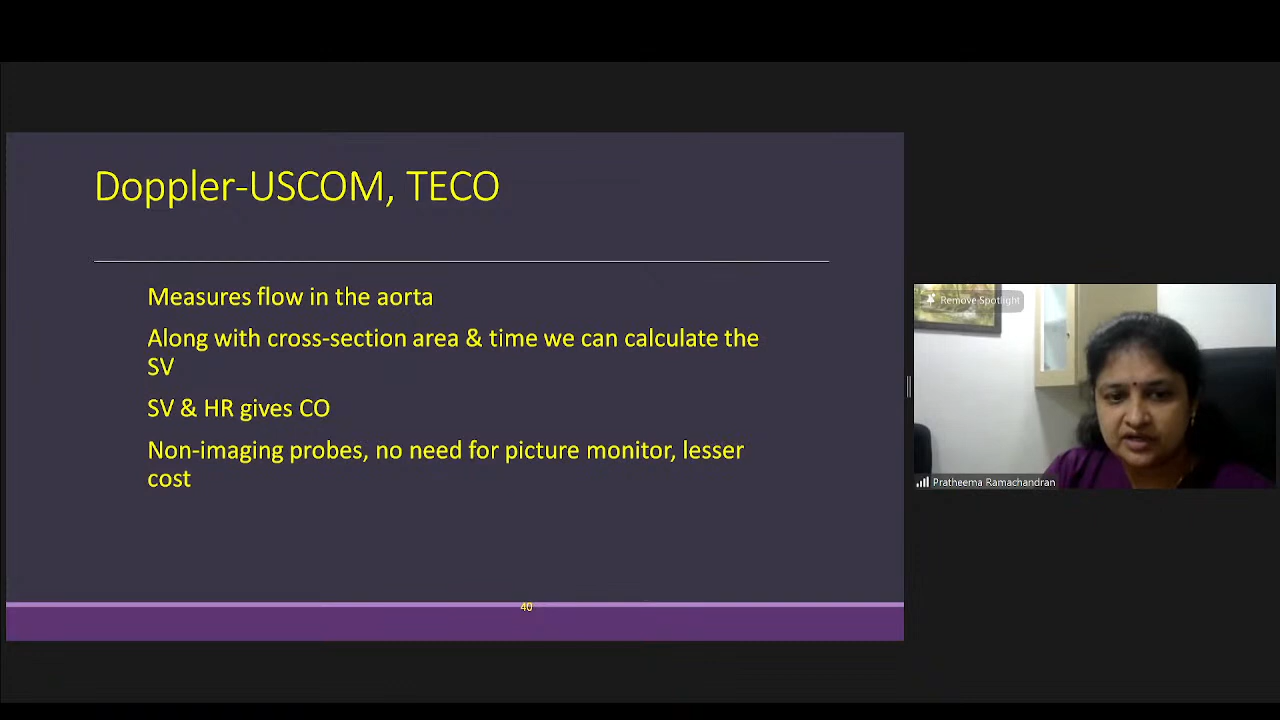 Doppler-USCOM, TECO
Measures flow in the aorta
Along with cross-section area & time we can calculate the
SV
SV & HR gives CO
Non-imaging probes, no need for picture monitor, lesser
cost
40
Remove Spotlight
Pratheema Ramachandran